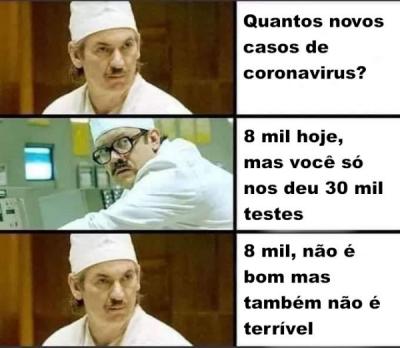 Quantos novos
casos de
coronavirus?
8 mil hoje,
mas você só
nos deu 30 mil
testes
8 mil, não é
bom mas
também não é
terrível